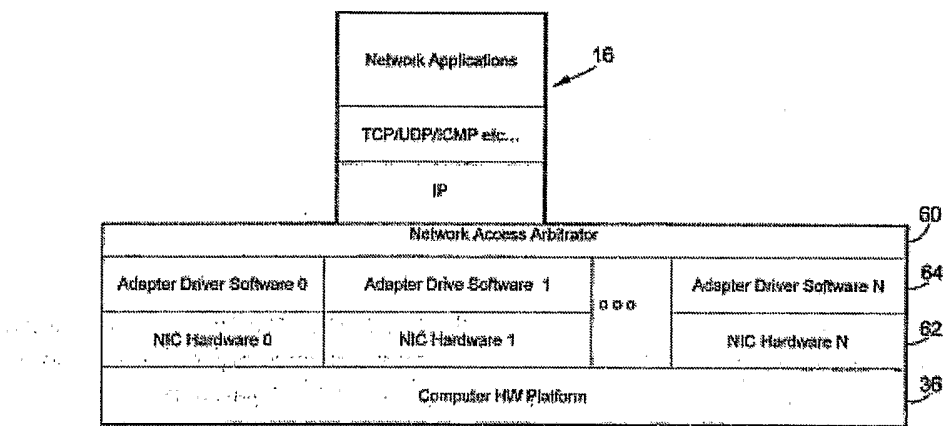 Network Applications
16
TCP/UDP/ICMP etc...
IP
60
Network Access Arbitrator
Adapter Driver Software 0
Adapter Drive Software 1
o o o
Adapter Driver Software N
64
NIC Hardware 0
NIC Hardware 1
NIC Hardware N
62
Computer HW Platform
36